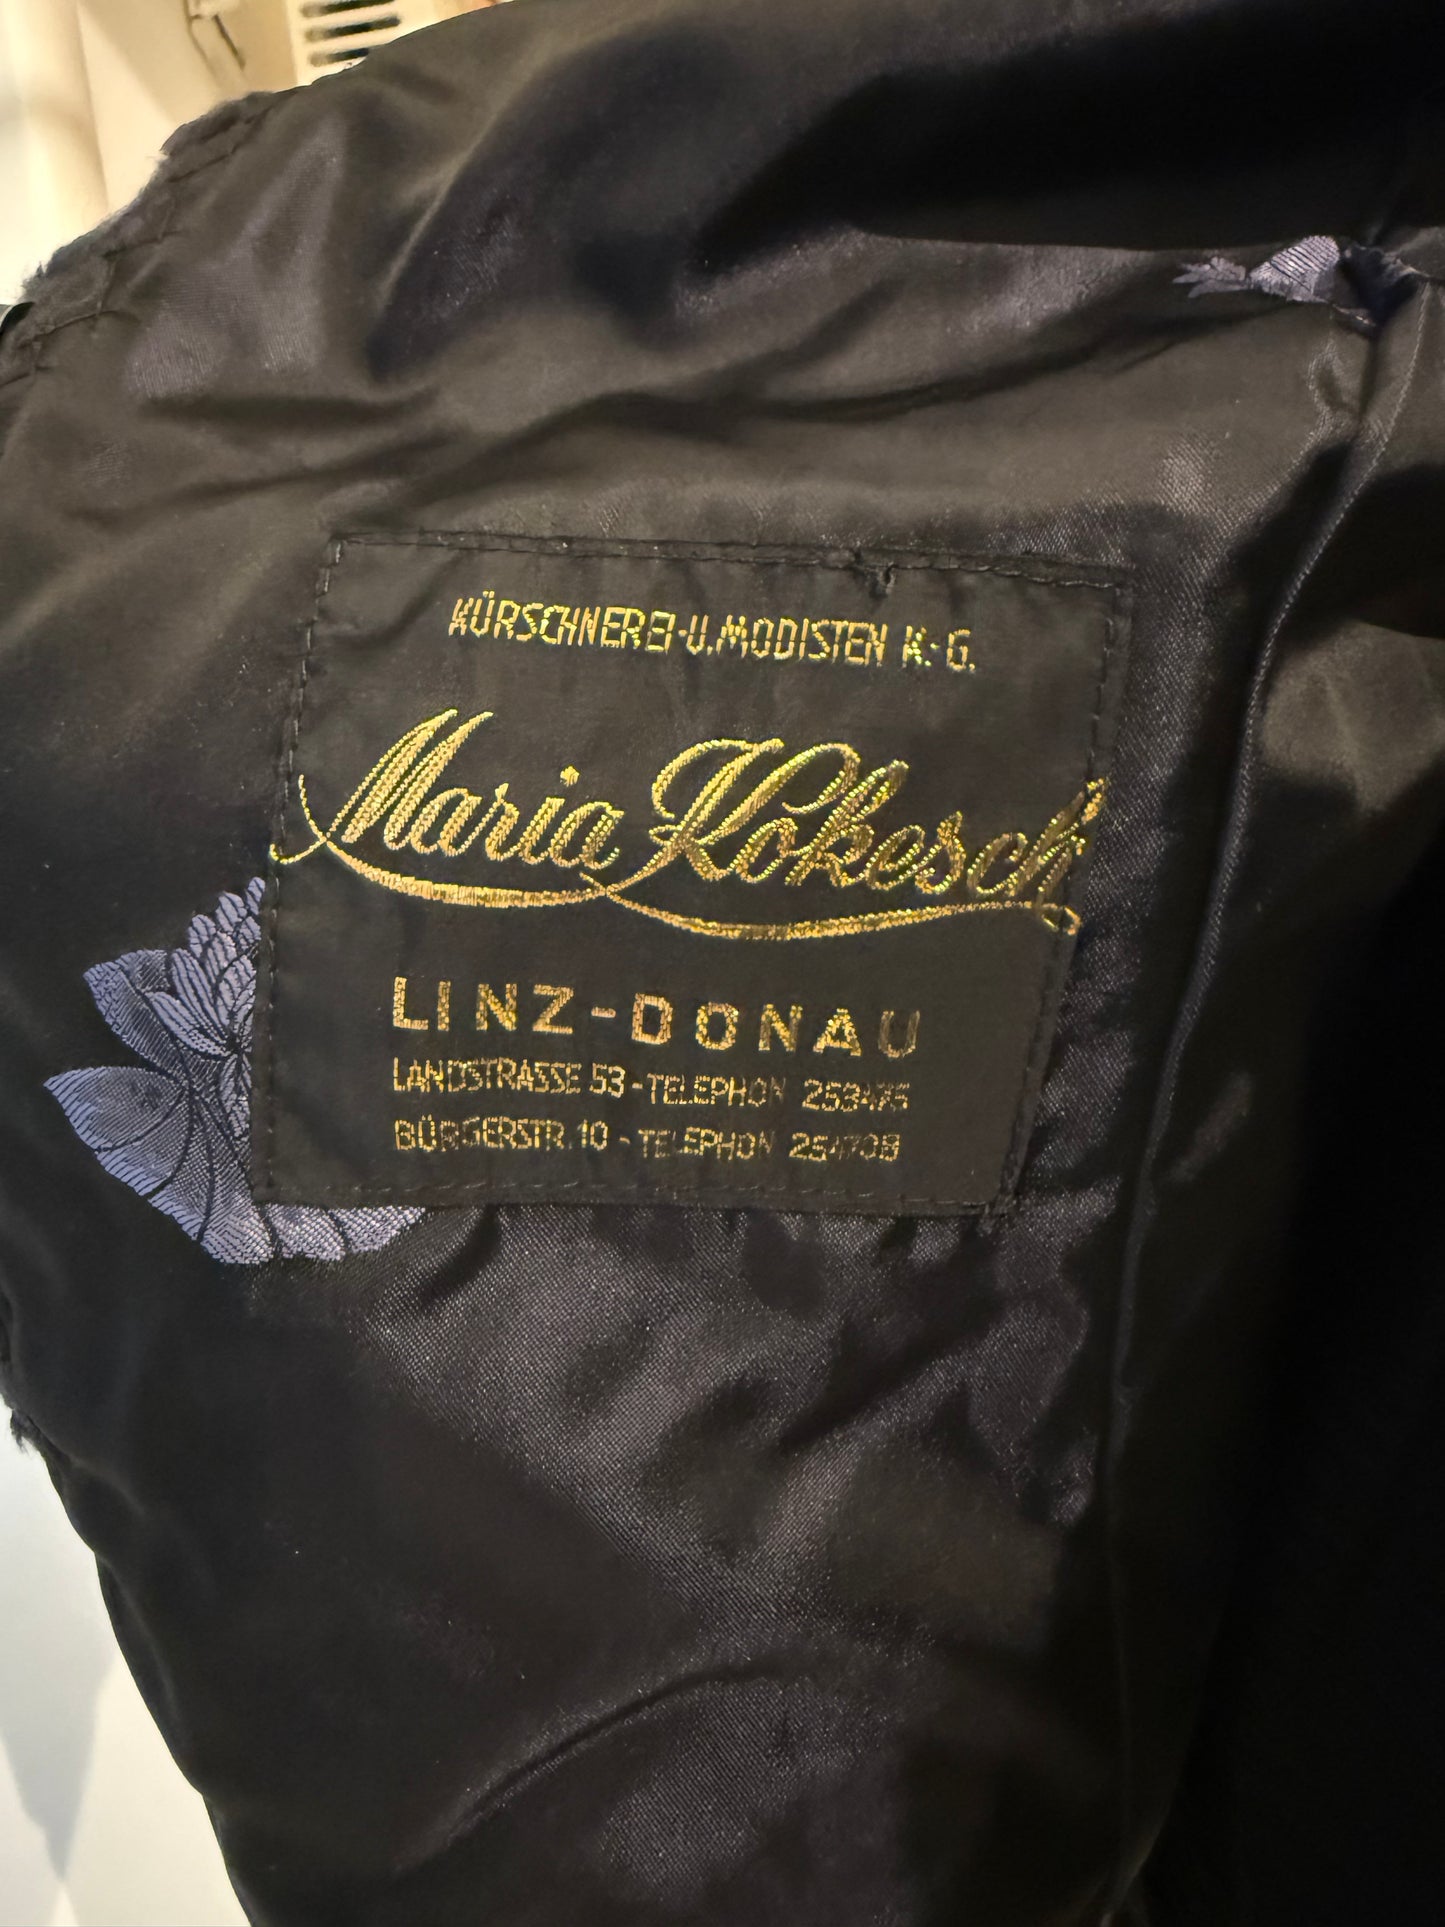 KÜRSCHNEREI-U.MODISTEN K.-G.
Maria Kokesch
LINZ-DONAU
LANDSTRASSE 53-TELEPHON 253475
BÜRGERSTR.10-TELEPHON 254708